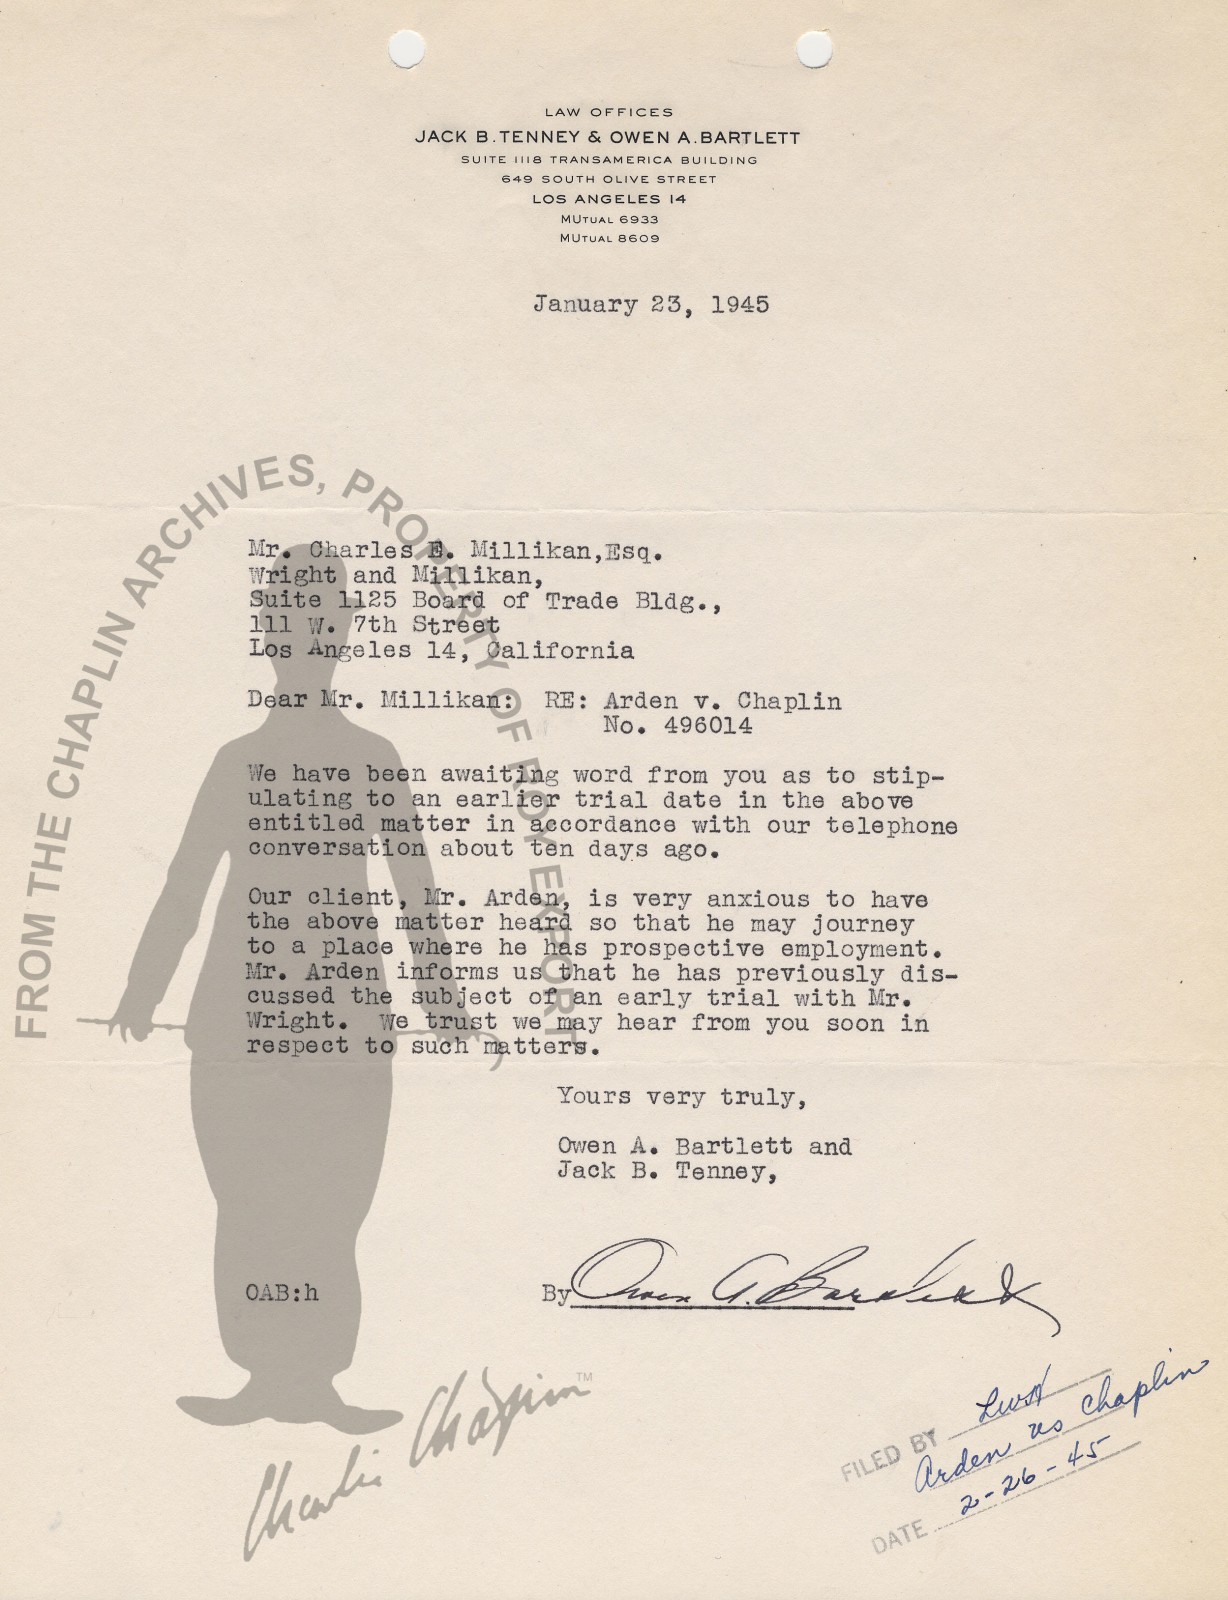 LAW OFFICES
JACK B. TENNEY & OWEN A. BARTLETT
SUITE 1118 TRANSAMERICA BUILDING
649 SOUTH OLIVE STREET
LOS ANGELES 14
MUTUAL 6933
MUTUAL 8609
January 23, 1945
FROM THE CHAPLIN ARCHIVES, PROPERTY OF ROY EXPORT
Mr. Charles E. Millikan,Esq.
Wright and Millikan,
Suite 1125 Board of Trade Bldg.,
111 W. 7th Street
Los Angeles 14, California
Dear Mr. Millikan: RE: Arden v. Chaplin
No. 496014
We have been awaiting word from you as to stip-
ulating to an earlier trial date in the above
entitled matter in accordance with our telephone
conversation about ten days ago.
Our client, Mr. Arden, is very anxious to have
the above matter heard so that he may journey
to a place where he has prospective employment.
Mr. Arden informs us that he has previously dis-
cussed the subject of an early trial with Mr.
Wright. We trust we may hear from you soon in
respect to such matters.
Yours very truly,
Owen A. Bartlett and
Jack B. Tenney,
OAB:h
By Owen A. Bartlett
Charlie Chaplin™
FILED BY
Arden vs Chaplin
DATE 2-26-45